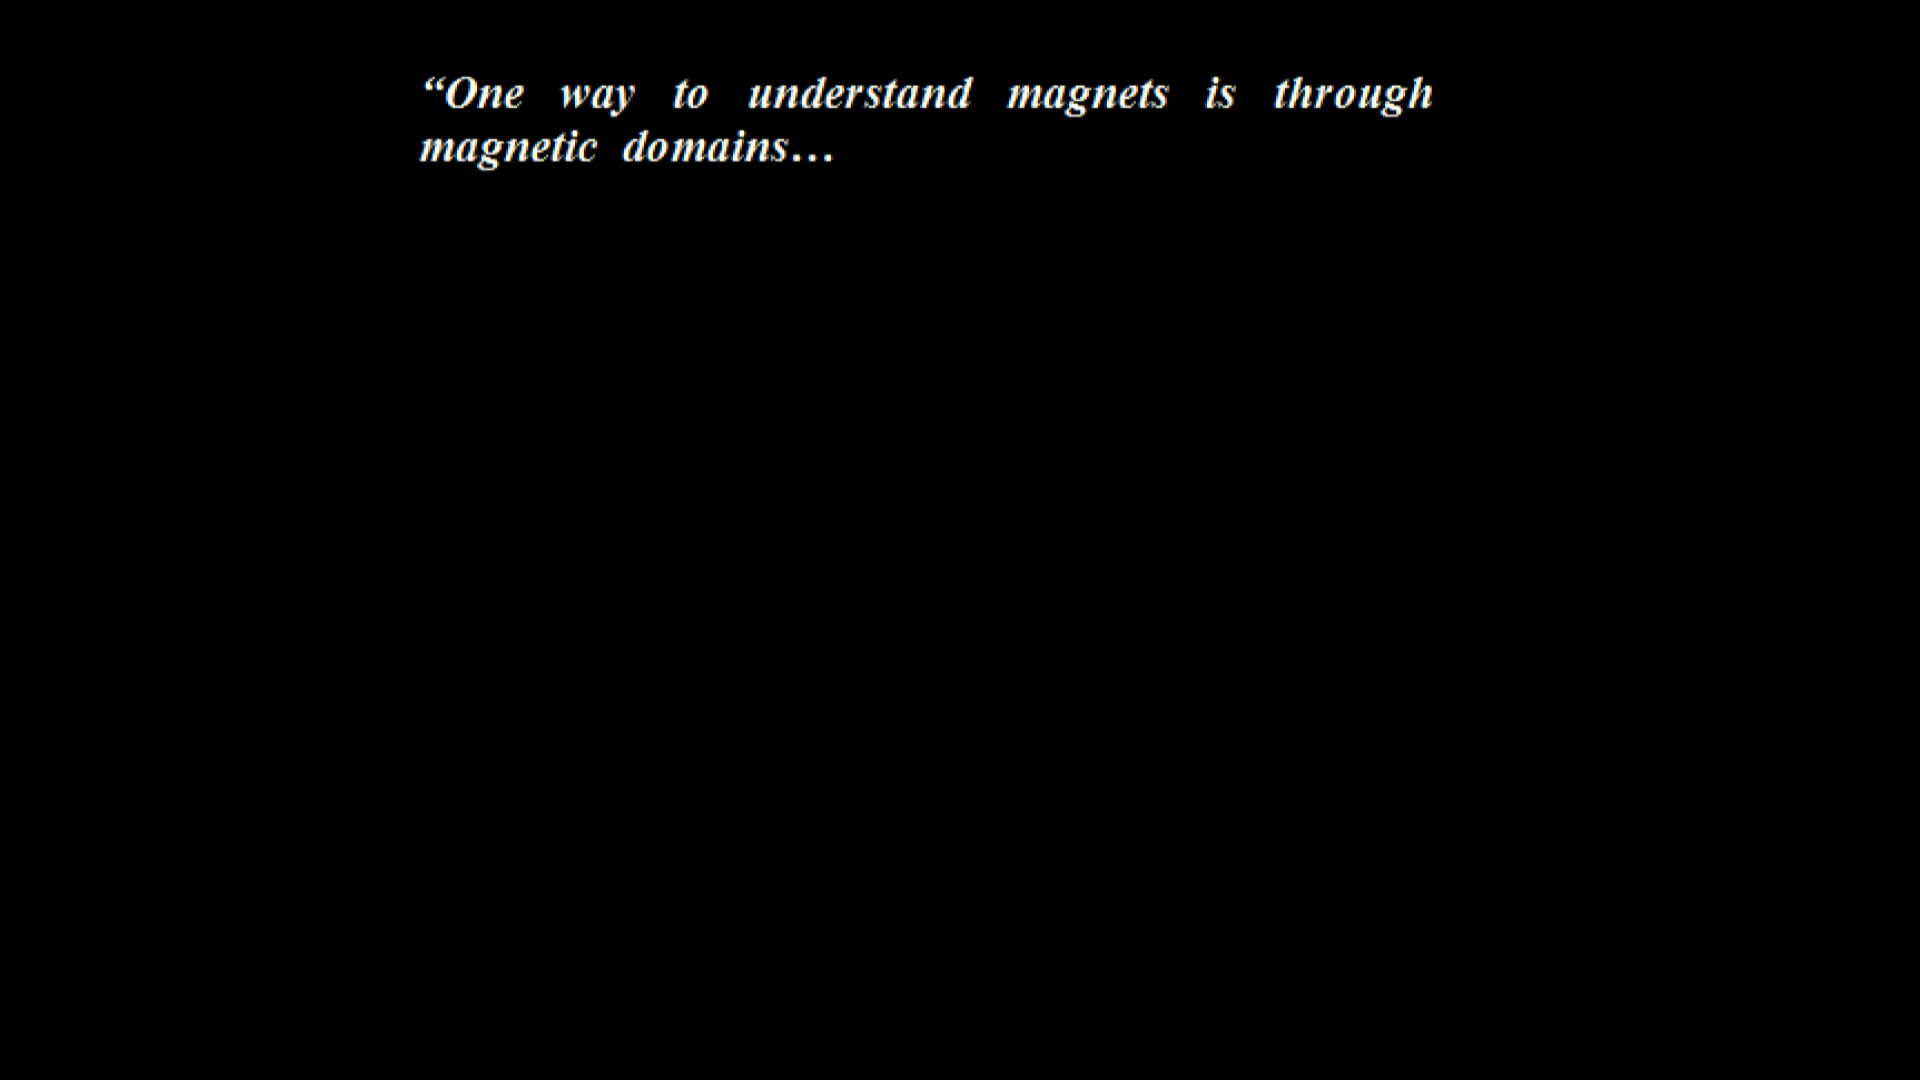 “One way to understand magnets is through
magnetic domains…